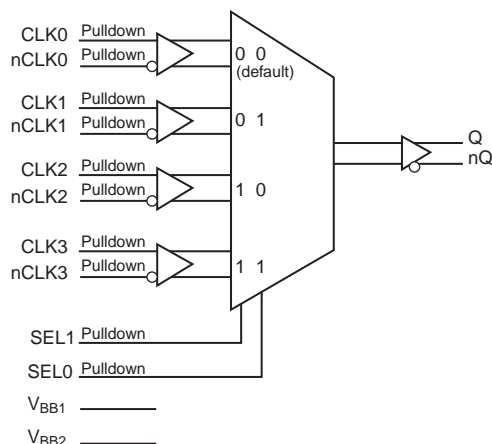 CLK0 Pulldown
nCLK0 Pulldown
0 0
(default)
CLK1 Pulldown
nCLK1 Pulldown
0 1
CLK2 Pulldown
nCLK2 Pulldown
1 0
CLK3 Pulldown
nCLK3 Pulldown
1 1
Q
nQ
SEL1 Pulldown
SEL0 Pulldown
VBB1
VBB2